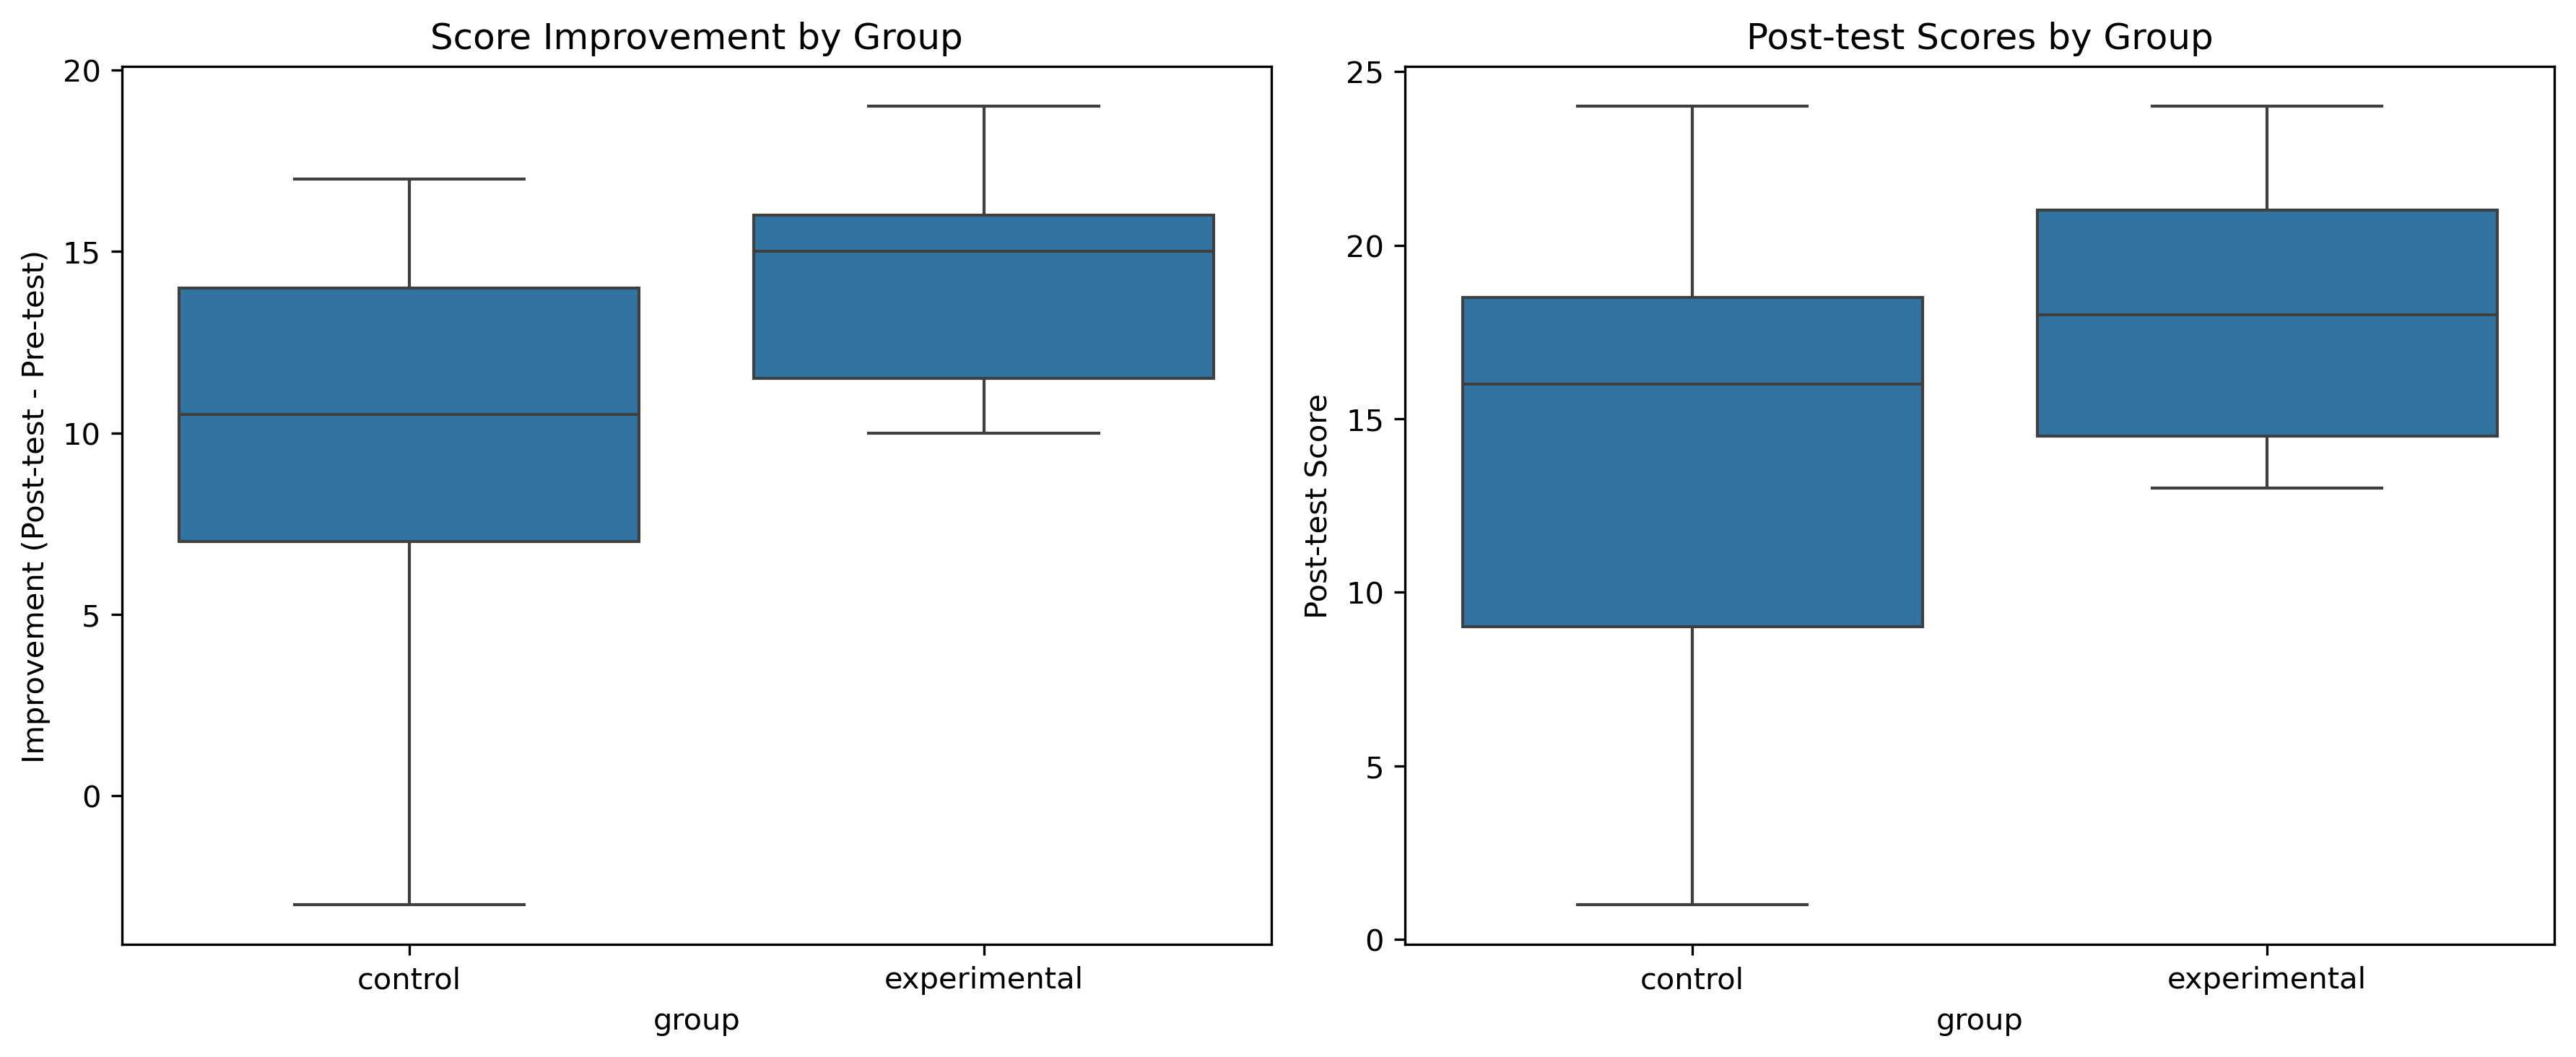 Score Improvement by Group
Improvement (Post-test - Pre-test)
20
15
10
5
0
control
experimental
group
Post-test Scores by Group
Post-test Score
25
20
15
10
5
0
control
experimental
group